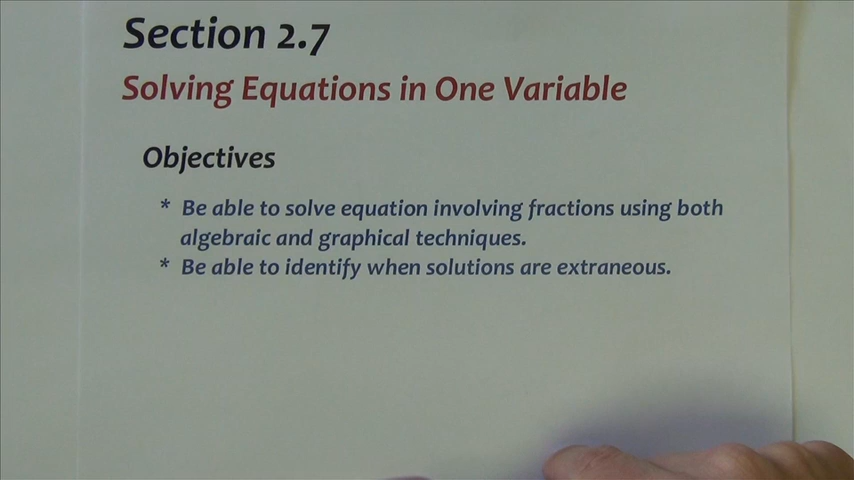 Section 2.7
Solving Equations in One Variable
Objectives
* Be able to solve equation involving fractions using both
algebraic and graphical techniques.
* Be able to identify when solutions are extraneous.